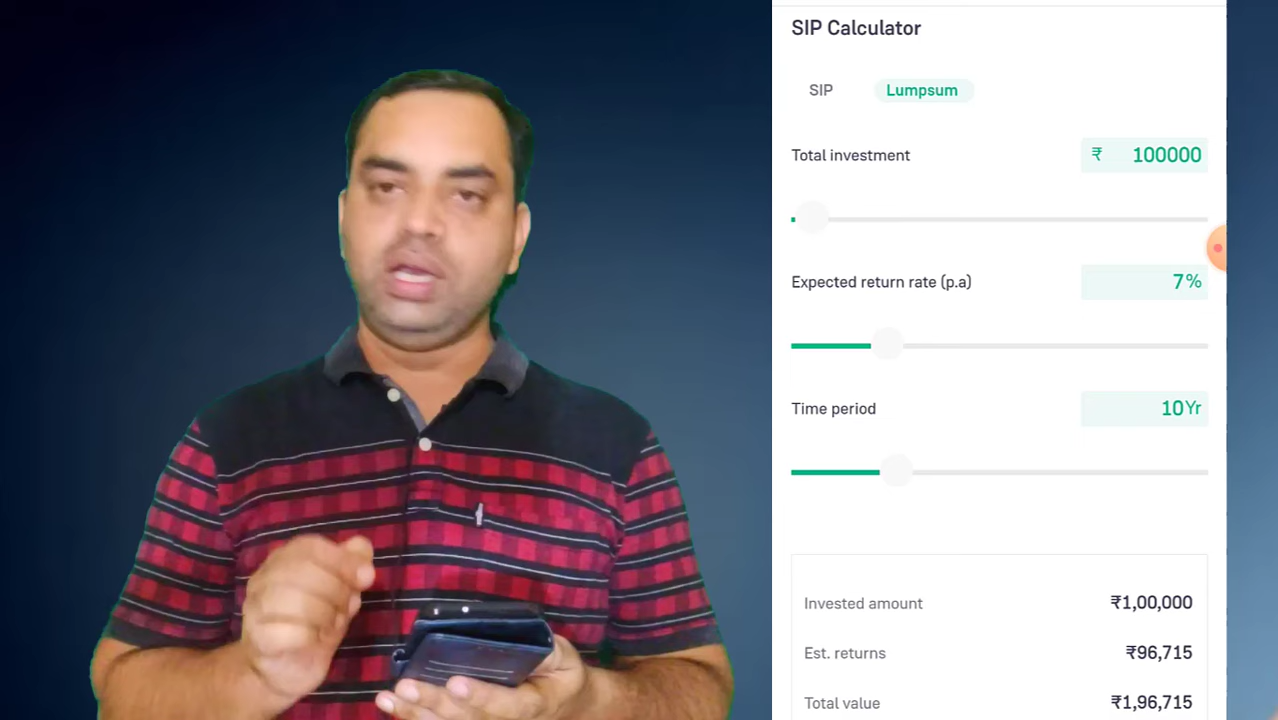 SIP Calculator
SIP Lumpsum
Total investment ₹ 100000
Expected return rate (p.a) 7%
Time period 10Yr
Invested amount ₹1,00,000
Est. returns ₹96,715
Total value ₹1,96,715